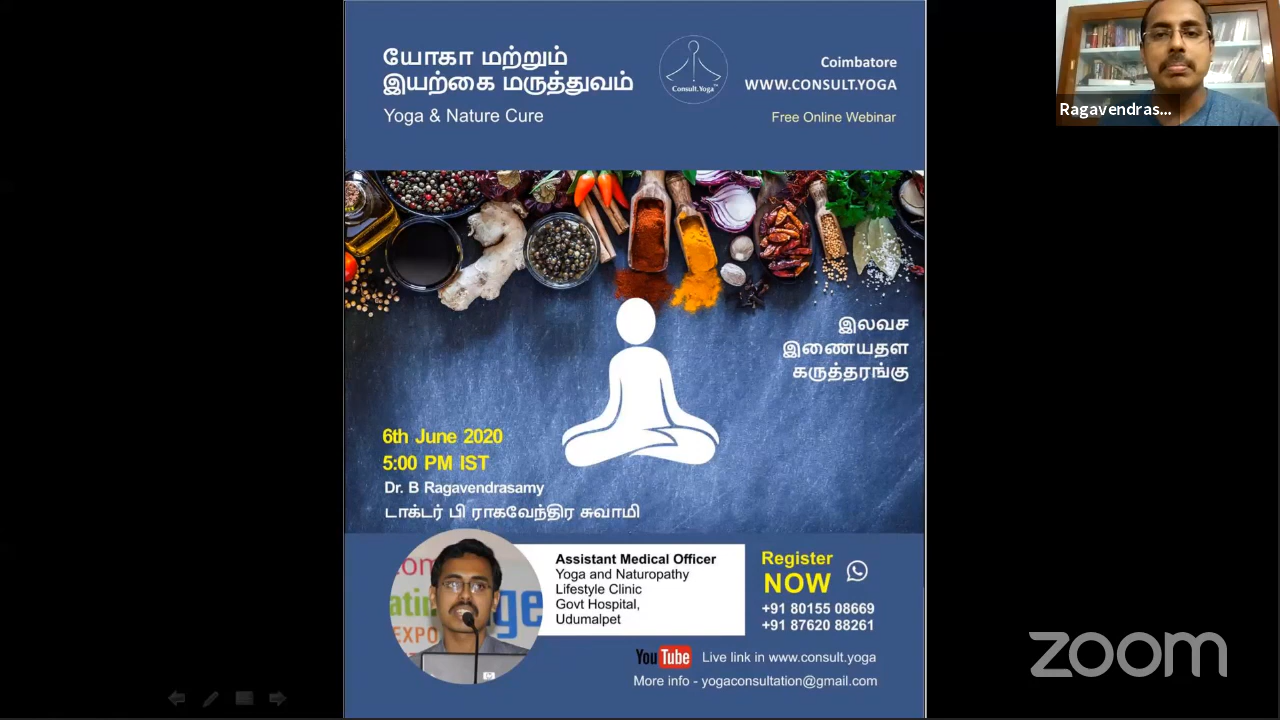 யோகா மற்றும்
இயற்கை மருத்துவம்
Yoga & Nature Cure
Consult.Yoga™
Coimbatore
WWW.CONSULT.YOGA
Free Online Webinar
Ragavendras...
இலவச
இணையதள
கருத்தரங்கு
6th June 2020
5:00 PM IST
Dr. B Ragavendrasamy
டாக்டர் பி ராகவேந்திர சுவாமி
Assistant Medical Officer
Yoga and Naturopathy
Lifestyle Clinic
Govt Hospital,
Udumalpet
Register
NOW
+91 80155 08669
+91 87620 88261
YouTube Live link in www.consult.yoga
More info - yogaconsultation@gmail.com
zoom